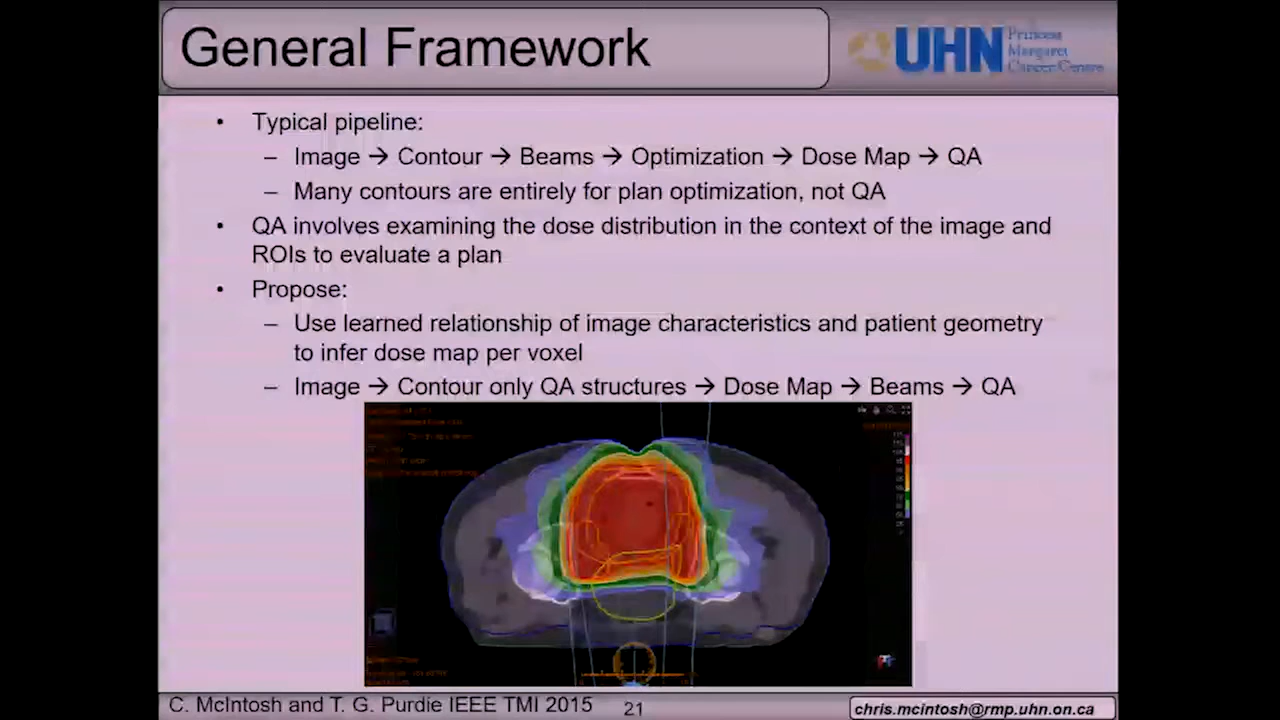 General Framework
UHN Princess
Margaret
Cancer Centre
• Typical pipeline:
– Image → Contour → Beams → Optimization → Dose Map → QA
– Many contours are entirely for plan optimization, not QA
• QA involves examining the dose distribution in the context of the image and
ROIs to evaluate a plan
• Propose:
– Use learned relationship of image characteristics and patient geometry
to infer dose map per voxel
– Image → Contour only QA structures → Dose Map → Beams → QA
C. McIntosh and T. G. Purdie IEEE TMI 2015
21
chris.mcintosh@rmp.uhn.on.ca